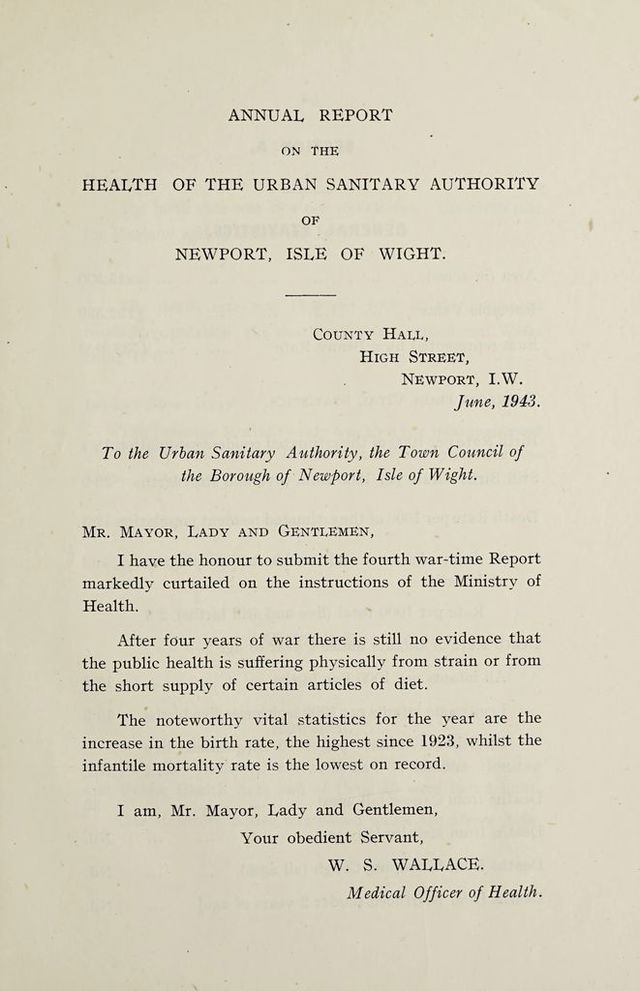 ANNUAL REPORT
ON THE
HEALTH OF THE URBAN SANITARY AUTHORITY
OF
NEWPORT, ISLE OF WIGHT.
COUNTY HALL,
HIGH STREET,
NEWPORT, I.W.
June, 1943.
To the Urban Sanitary Authority, the Town Council of
the Borough of Newport, Isle of Wight.
MR. MAYOR, LADY AND GENTLEMEN,
I have the honour to submit the fourth war-time Report
markedly curtailed on the instructions of the Ministry of
Health.
After four years of war there is still no evidence that
the public health is suffering physically from strain or from
the short supply of certain articles of diet.
The noteworthy vital statistics for the year are the
increase in the birth rate, the highest since 1923, whilst the
infantile mortality rate is the lowest on record.
I am, Mr. Mayor, Lady and Gentlemen,
Your obedient Servant,
W. S. WALLACE.
Medical Officer of Health.